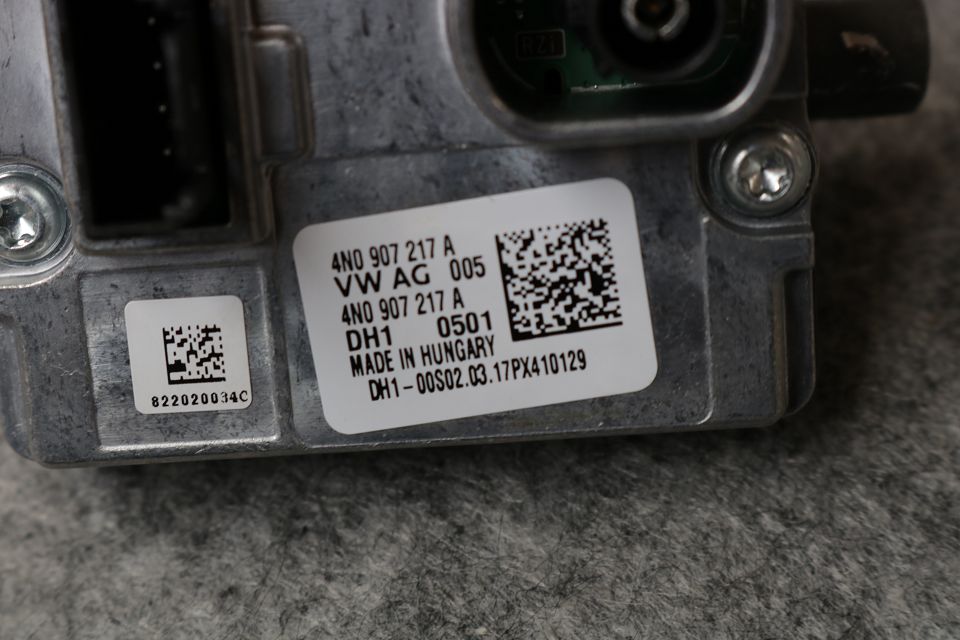 RZ1
4N0 907 217 A
VW AG 005
4N0 907 217 A
DH1 0501
MADE IN HUNGARY
DH1-00S02.03.17PX410129
822020034C